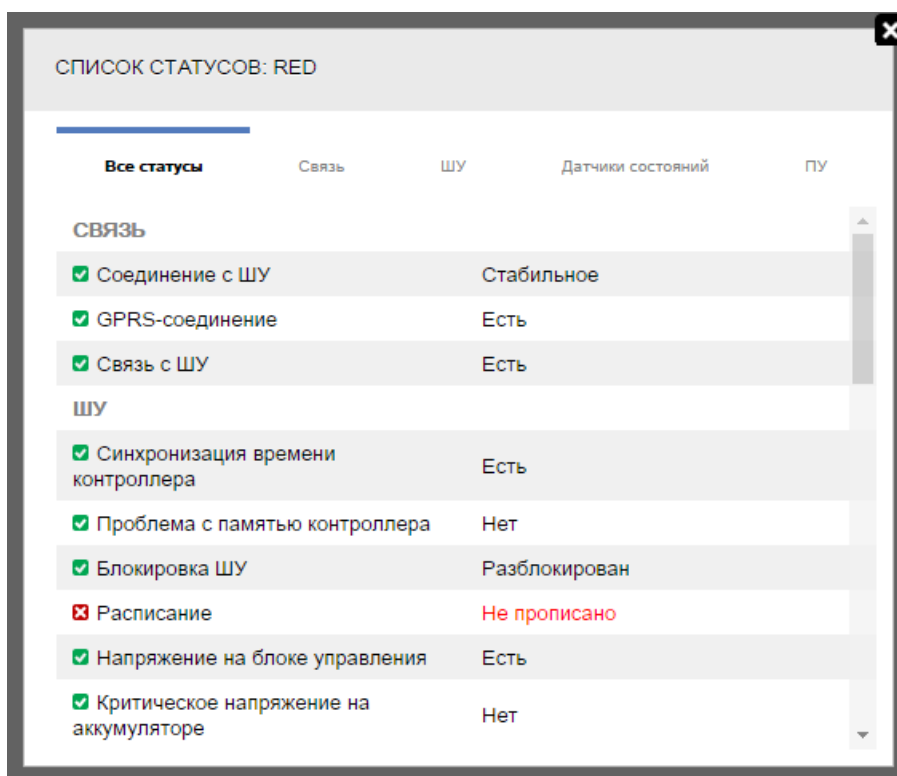 СПИСОК СТАТУСОВ: RED
Все статусы Связь ШУ Датчики состояний ПУ
СВЯЗЬ
Соединение с ШУ Стабильное
GPRS-соединение Есть
Связь с ШУ Есть
ШУ
Синхронизация времени
контроллера Есть
Проблема с памятью контроллера Нет
Блокировка ШУ Разблокирован
Расписание Не прописано
Напряжение на блоке управления Есть
Критическое напряжение на
аккумуляторе Нет